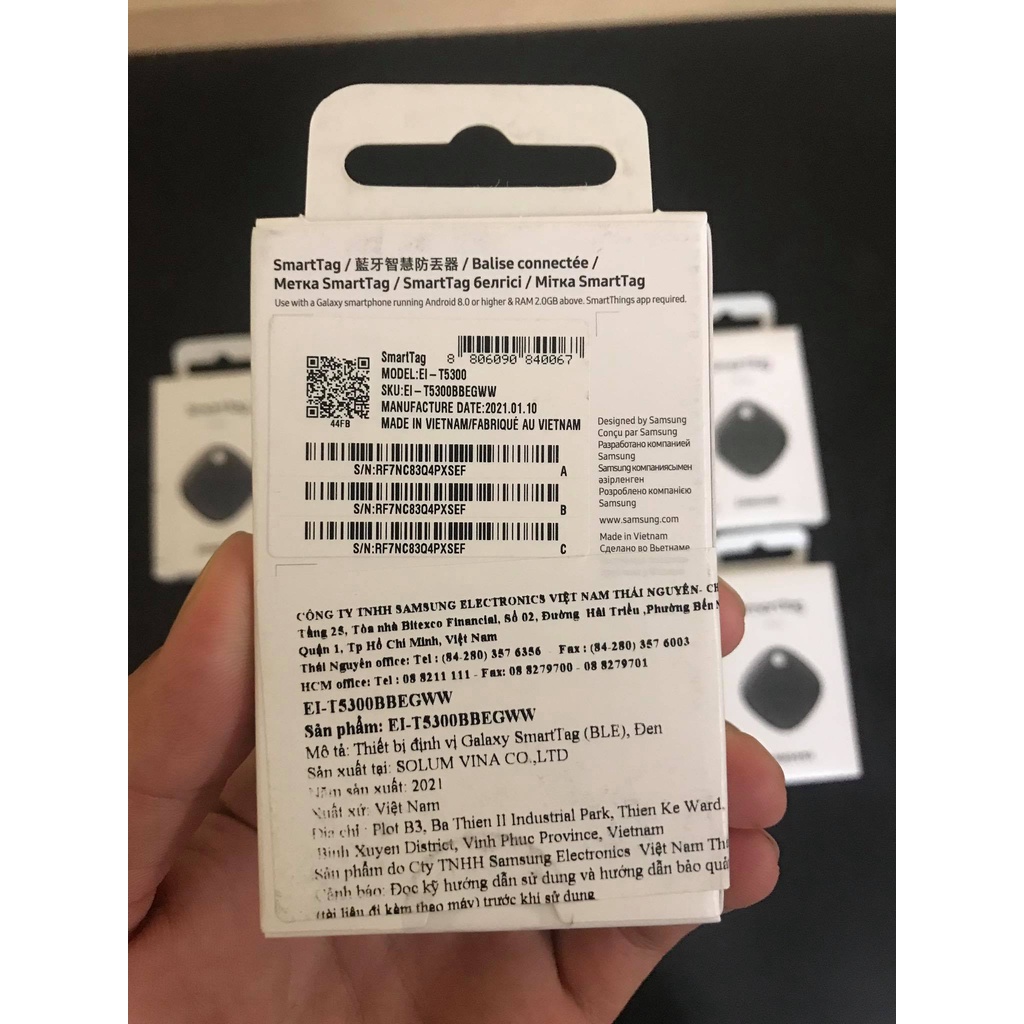 SmartTag / 藍牙智慧防丟器 / Balise connectée /
Метка SmartTag / SmartTag белгісі / Мітка SmartTag
Use with a Galaxy smartphone running Android 8.0 or higher & RAM 2.0GB above. SmartThings app required.
SmartTag
8 806090 840067
MODEL:EI-T5300
SKU:EI-T5300BBEGWW
MANUFACTURE DATE:2021.01.10
MADE IN VIETNAM/FABRIQUÉ AU VIETNAM
44FB
S/N:RF7NC83Q4PXSEF
A
S/N:RF7NC83Q4PXSEF
B
S/N:RF7NC83Q4PXSEF
C
Designed by Samsung
Conçu par Samsung
Разработано компанией
Samsung
Samsung компаниясымен
әзірленген
Розроблено компанією
Samsung
www.samsung.com
Made in Vietnam
Сделано во Вьетнаме
CÔNG TY TNHH SAMSUNG ELECTRONICS VIỆT NAM THÁI NGUYÊN- CH
Tầng 25, Tòa nhà Bitexco Financial, Số 02, Đường Hải Triều ,Phường Bến
Quận 1, Tp Hồ Chí Minh, Việt Nam
Thái Nguyên office: Tel : (84-280) 357 6356 - Fax : (84-280) 357 6003
HCM office: Tel : 08 8211 111 - Fax: 08 8279700 - 08 8279701
EI-T5300BBEGWW
Sản phẩm: EI-T5300BBEGWW
Mô tả: Thiết bị định vị Galaxy SmartTag (BLE), Đen
Sản xuất tại: SOLUM VINA CO.,LTD
Năm sản xuất: 2021
Xuất xứ: Việt Nam
Địa chỉ : Plot B3, Ba Thien II Industrial Park, Thien Ke Ward.
Binh Xuyen District, Vinh Phuc Province, Vietnam
Sản phẩm do Cty TNHH Samsung Electronics Việt Nam Thá
Cảnh báo: Đọc kỹ hướng dẫn sử dụng và hướng dẫn bảo quả
(tài liệu đi kèm theo máy) trước khi sử dụng
SmartTag
SmartTag